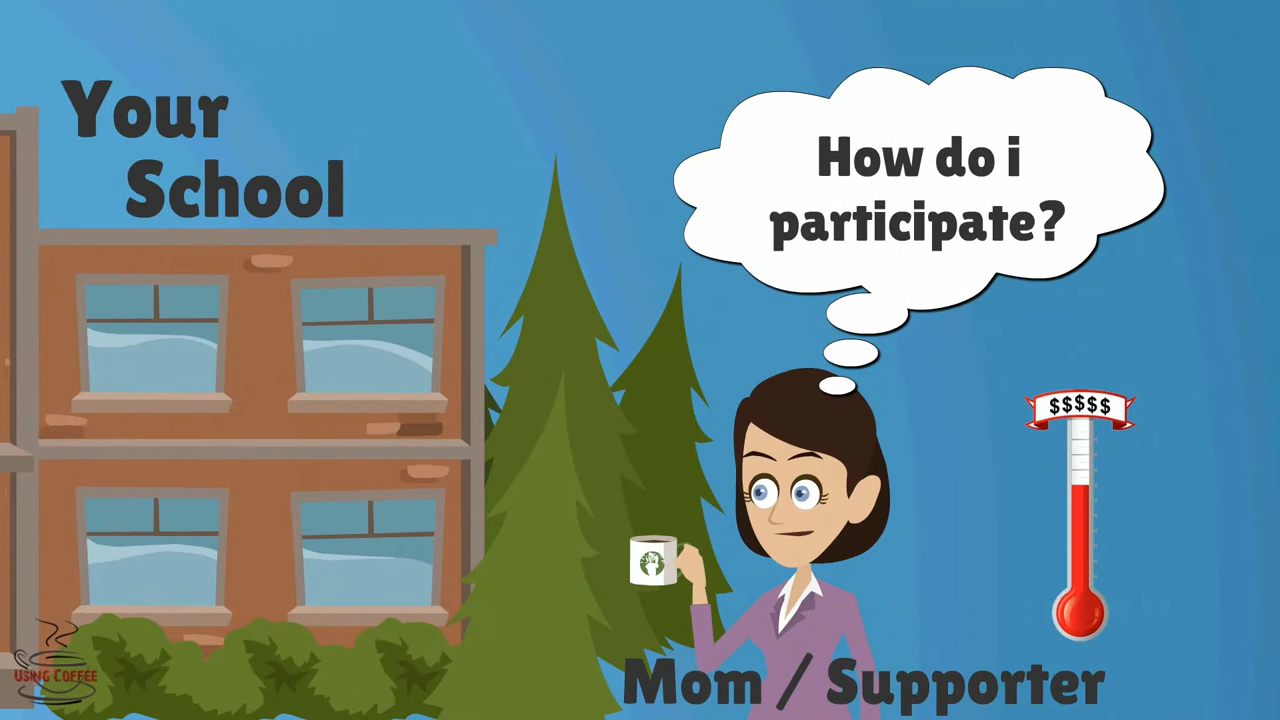 Your
School
How do i
participate?
$$$$$
USING COFFEE
Mom / Supporter